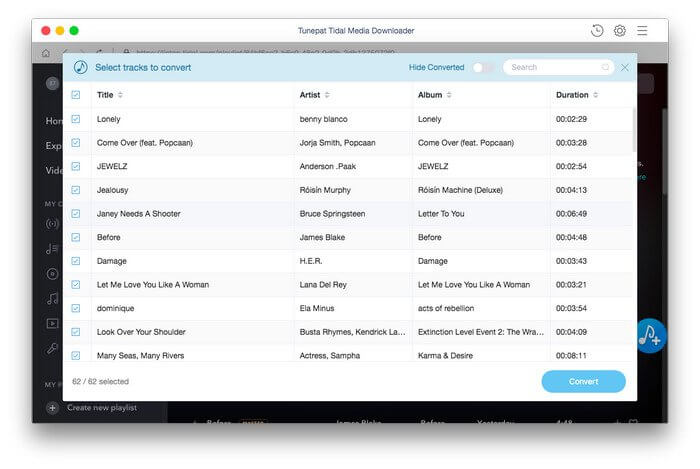 Tunepat Tidal Media Downloader
Select tracks to convert
Hide Converted
Search
Title Artist Album Duration
Lonely benny blanco Lonely 00:02:29
Come Over (feat. Popcaan) Jorja Smith, Popcaan Come Over (feat. Popcaan) 00:03:28
JEWELZ Anderson .Paak JEWELZ 00:02:54
Jealousy Róisín Murphy Róisín Machine (Deluxe) 00:04:13
Janey Needs A Shooter Bruce Springsteen Letter To You 00:06:49
Before James Blake Before 00:04:48
Damage H.E.R. Damage 00:03:43
Let Me Love You Like A Woman Lana Del Rey Let Me Love You Like A Woman 00:03:21
dominique Ela Minus acts of rebellion 00:03:54
Look Over Your Shoulder Busta Rhymes, Kendrick La... Extinction Level Event 2: The Wra... 00:04:09
Many Seas, Many Rivers Actress, Sampha Karma & Desire 00:08:11
62 / 62 selected
Convert
Create new playlist
Before James Blake Before Yesterday 4:48